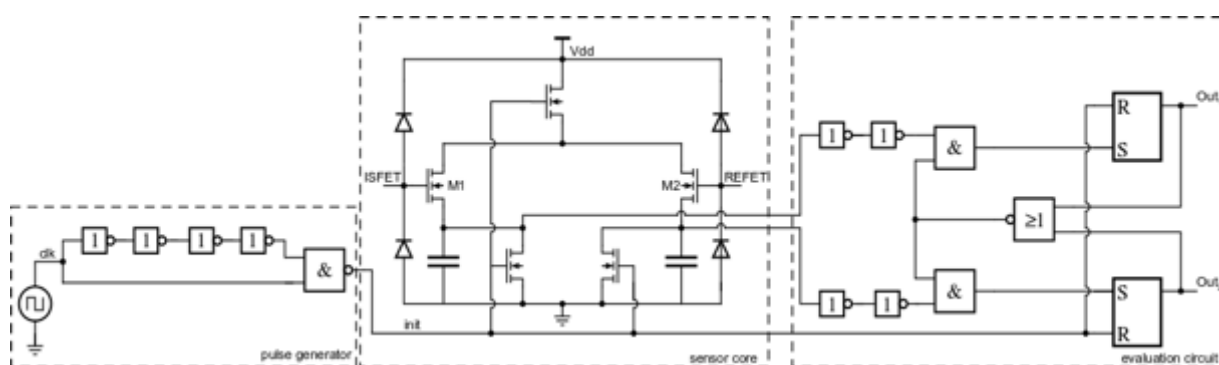 Vdd
ISFET
M1
M2
REFET
clk
1
1
1
1
&
init
pulse generator
sensor core
1
1
&
R
S
Out
≥1
1
1
&
S
R
Out
evaluation circuit